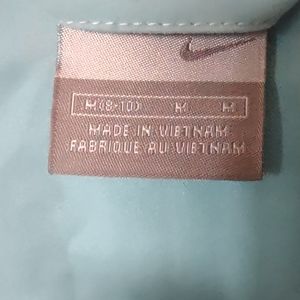 M(8-10) M M
MADE IN VIETNAM
FABRIQUE AU VIETNAM